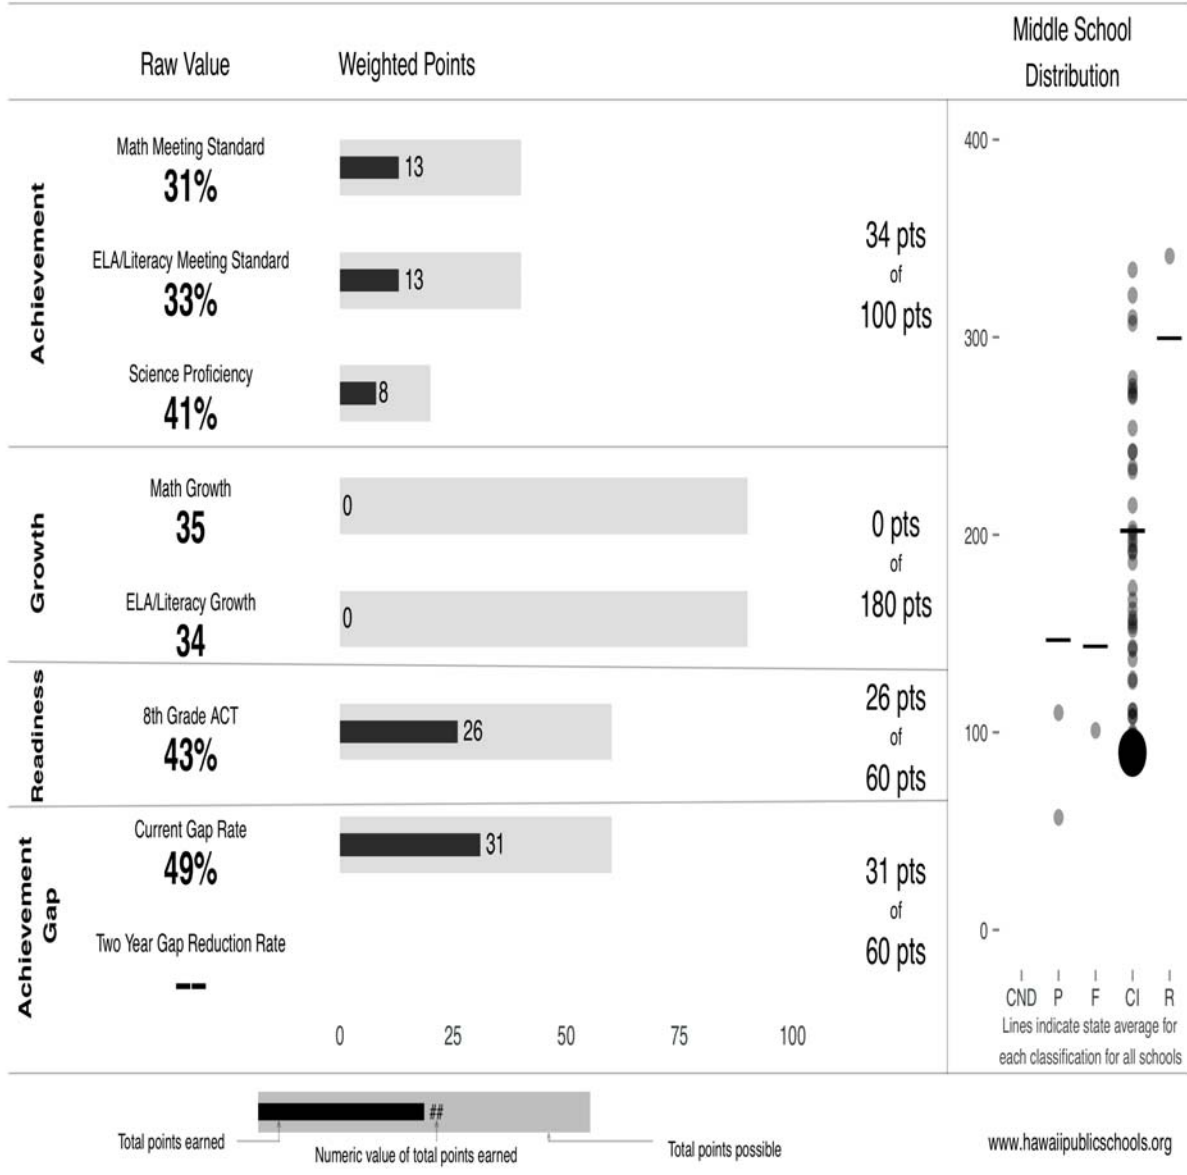 Raw Value
Weighted Points
Middle School
Distribution
Achievement
Math Meeting Standard
31%
13
ELA/Literacy Meeting Standard
33%
13
Science Proficiency
41%
8
34 pts
of
100 pts
Growth
Math Growth
35
0
ELA/Literacy Growth
34
0
0 pts
of
180 pts
Readiness
8th Grade ACT
43%
26
26 pts
of
60 pts
Achievement
Gap
Current Gap Rate
49%
31
Two Year Gap Reduction Rate
--
31 pts
of
60 pts
0 25 50 75 100
400
300
200
100
0
CND P F CI R
Lines indicate state average for
each classification for all schools
##
Total points earned
Numeric value of total points earned
Total points possible
www.hawaiipublicschools.org